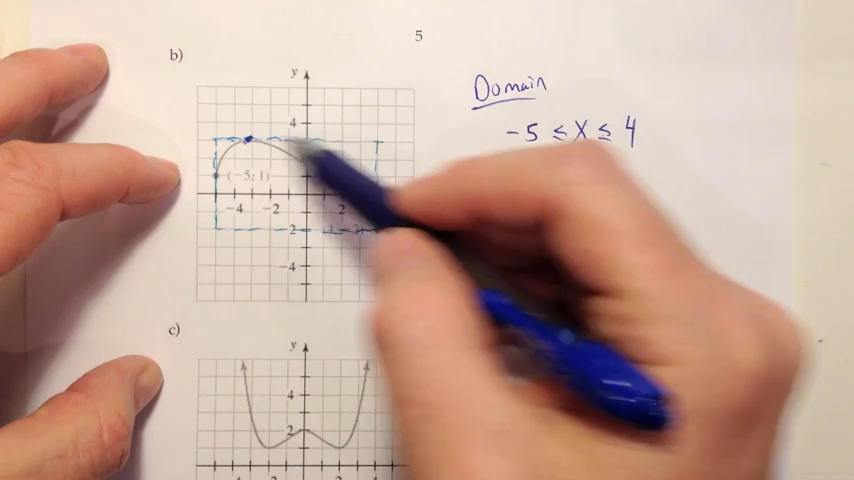 5
b)
y
Domain
4
-5 ≤ x ≤ 4
(−5; 1)
−4 −2 2
−2
−4
c)
y
4
2